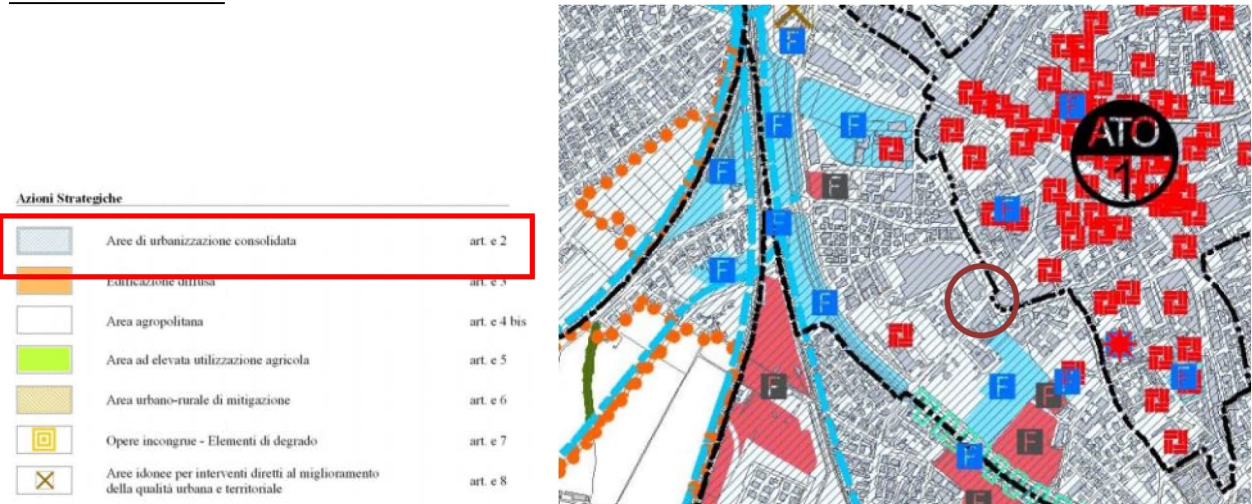 Azioni Strategiche
Aree di urbanizzazione consolidata art. e 2
Edificazione diffusa art. e 3
Area agropolitana art. e 4 bis
Area ad elevata utilizzazione agricola art. e 5
Area urbano-rurale di mitigazione art. e 6
Opere incongrue - Elementi di degrado art. e 7
Aree idonee per interventi diretti al miglioramento
della qualità urbana e territoriale art. e 8
F
F
F
F
F
F
ATO
1
F
F
F
F
F
F
F
F
F
F
F
F
F